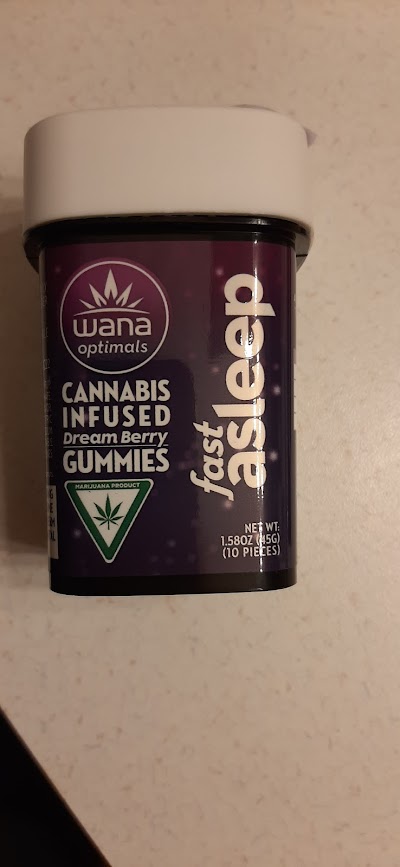 wana
optimals
CANNABIS
INFUSED
Dream Berry
GUMMIES
MARIJUANA PRODUCT
fast
asleep
NET WT:
1.58OZ (45G)
(10 PIECES)